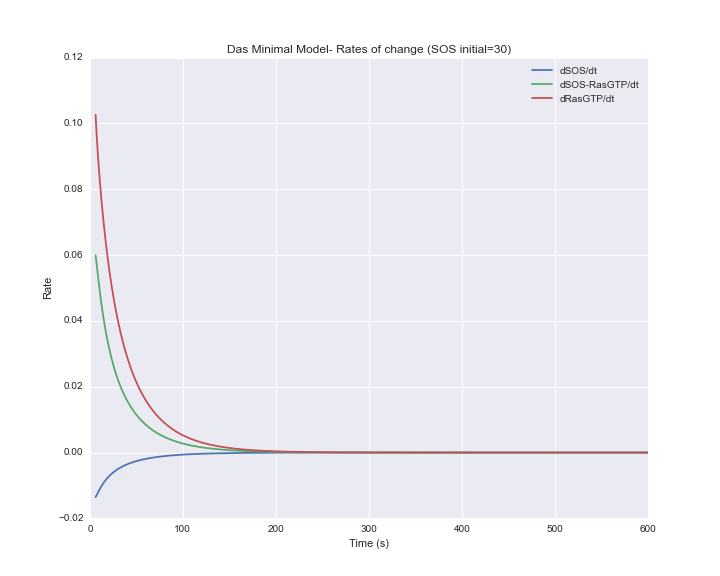 Das Minimal Model- Rates of change (SOS initial=30)
dSOS/dt
dSOS-RasGTP/dt
dRasGTP/dt
0.12
0.10
0.08
0.06
0.04
0.02
0.00
−0.02
Rate
0 100 200 300 400 500 600
Time (s)